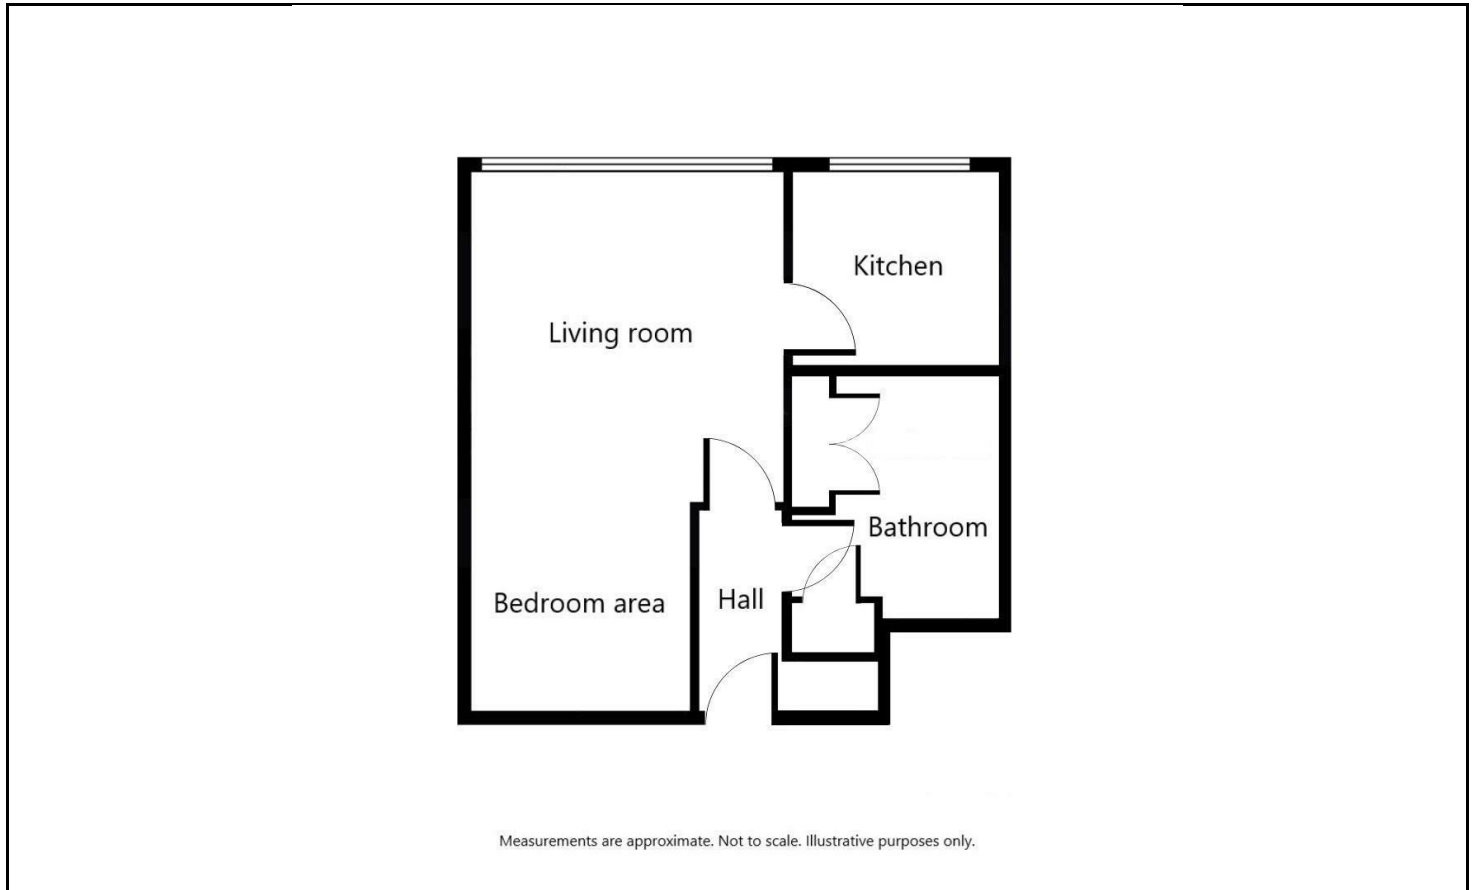 Kitchen
Living room
Bathroom
Bedroom area
Hall
Measurements are approximate. Not to scale. Illustrative purposes only.